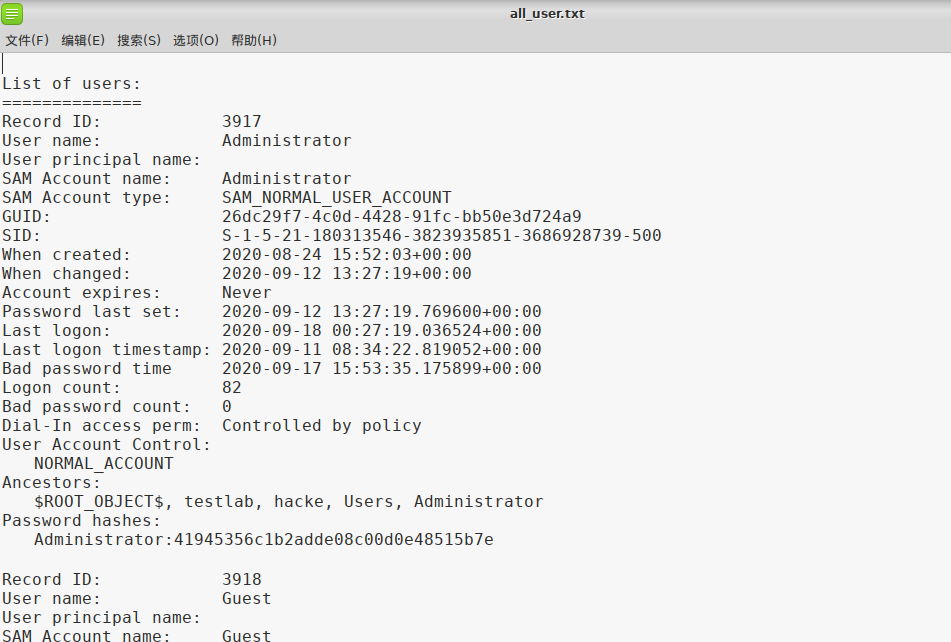 all_user.txt
文件(F) 编辑(E) 搜索(S) 选项(O) 帮助(H)
List of users:
==============
Record ID: 3917
User name: Administrator
User principal name:
SAM Account name: Administrator
SAM Account type: SAM_NORMAL_USER_ACCOUNT
GUID: 26dc29f7-4c0d-4428-91fc-bb50e3d724a9
SID: S-1-5-21-180313546-3823935851-3686928739-500
When created: 2020-08-24 15:52:03+00:00
When changed: 2020-09-12 13:27:19+00:00
Account expires: Never
Password last set: 2020-09-12 13:27:19.769600+00:00
Last logon: 2020-09-18 00:27:19.036524+00:00
Last logon timestamp: 2020-09-11 08:34:22.819052+00:00
Bad password time 2020-09-17 15:53:35.175899+00:00
Logon count: 82
Bad password count: 0
Dial-In access perm: Controlled by policy
User Account Control:
NORMAL_ACCOUNT
Ancestors:
$ROOT_OBJECT$, testlab, hacke, Users, Administrator
Password hashes:
Administrator:41945356c1b2adde08c00d0e48515b7e
Record ID: 3918
User name: Guest
User principal name:
SAM Account name: Guest